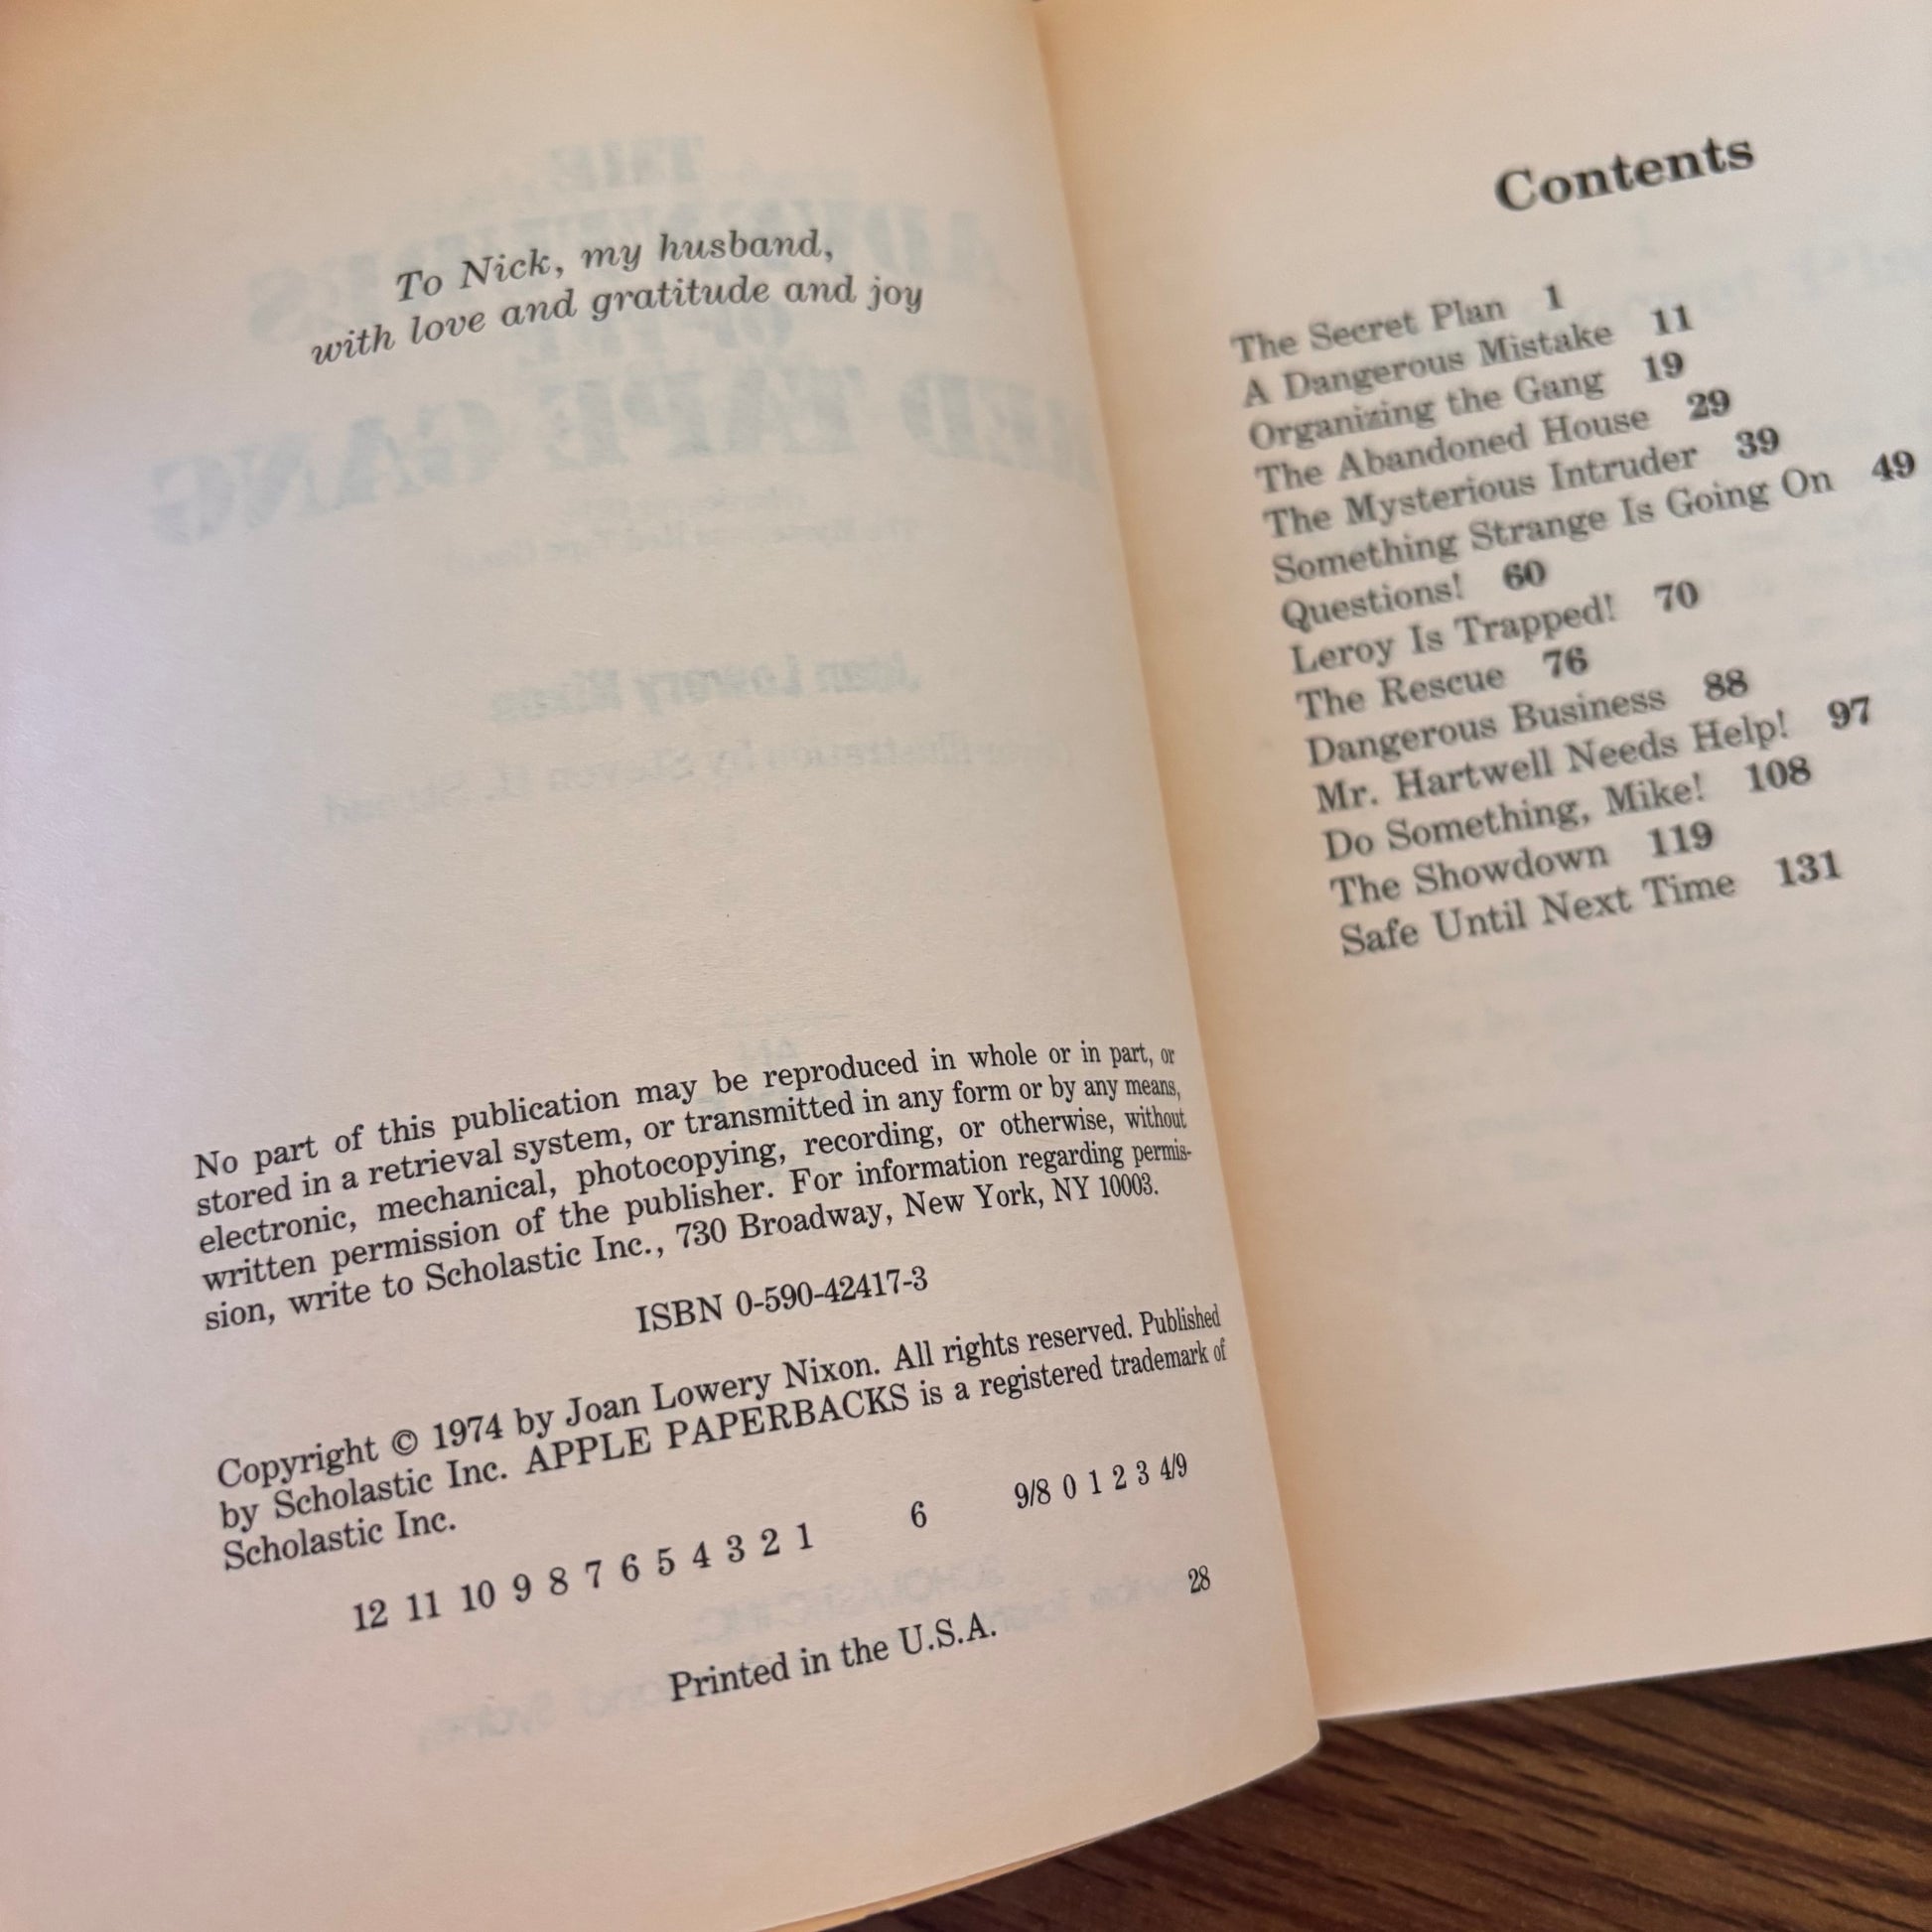 To Nick, my husband,
with love and gratitude and joy
No part of this publication may be reproduced in whole or in part, or
stored in a retrieval system, or transmitted in any form or by any means,
electronic, mechanical, photocopying, recording, or otherwise, without
written permission of the publisher. For information regarding permis-
sion, write to Scholastic Inc., 730 Broadway, New York, NY 10003.
ISBN 0-590-42417-3
Copyright © 1974 by Joan Lowery Nixon. All rights reserved. Published
by Scholastic Inc. APPLE PAPERBACKS is a registered trademark of
Scholastic Inc.
12 11 10 9 8 7 6 5 4 3 2 1 6 9/8 0 1 2 3 4/9
Printed in the U.S.A. 28
Contents
The Secret Plan 1
A Dangerous Mistake 11
Organizing the Gang 19
The Abandoned House 29
The Mysterious Intruder 39
Something Strange Is Going On 49
Questions! 60
Leroy Is Trapped! 70
The Rescue 76
Dangerous Business 88
Mr. Hartwell Needs Help! 97
Do Something, Mike! 108
The Showdown 119
Safe Until Next Time 131